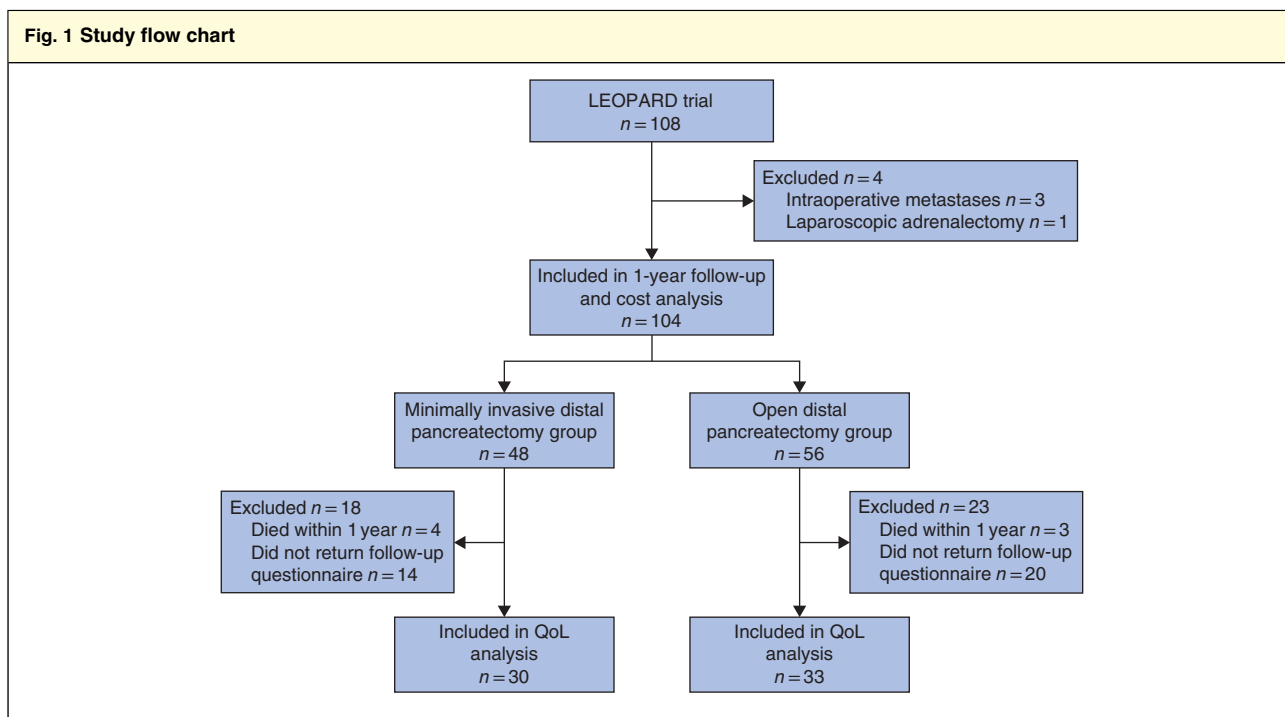 Fig. 1 Study flow chart
LEOPARD trial
n = 108
Excluded n = 4
Intraoperative metastases n = 3
Laparoscopic adrenalectomy n = 1
Included in 1-year follow-up
and cost analysis
n = 104
Minimally invasive distal
pancreatectomy group
n = 48
Open distal
pancreatectomy group
n = 56
Excluded n = 18
Died within 1 year n = 4
Did not return follow-up
questionnaire n = 14
Excluded n = 23
Died within 1 year n = 3
Did not return follow-up
questionnaire n = 20
Included in QoL
analysis
n = 30
Included in QoL
analysis
n = 33